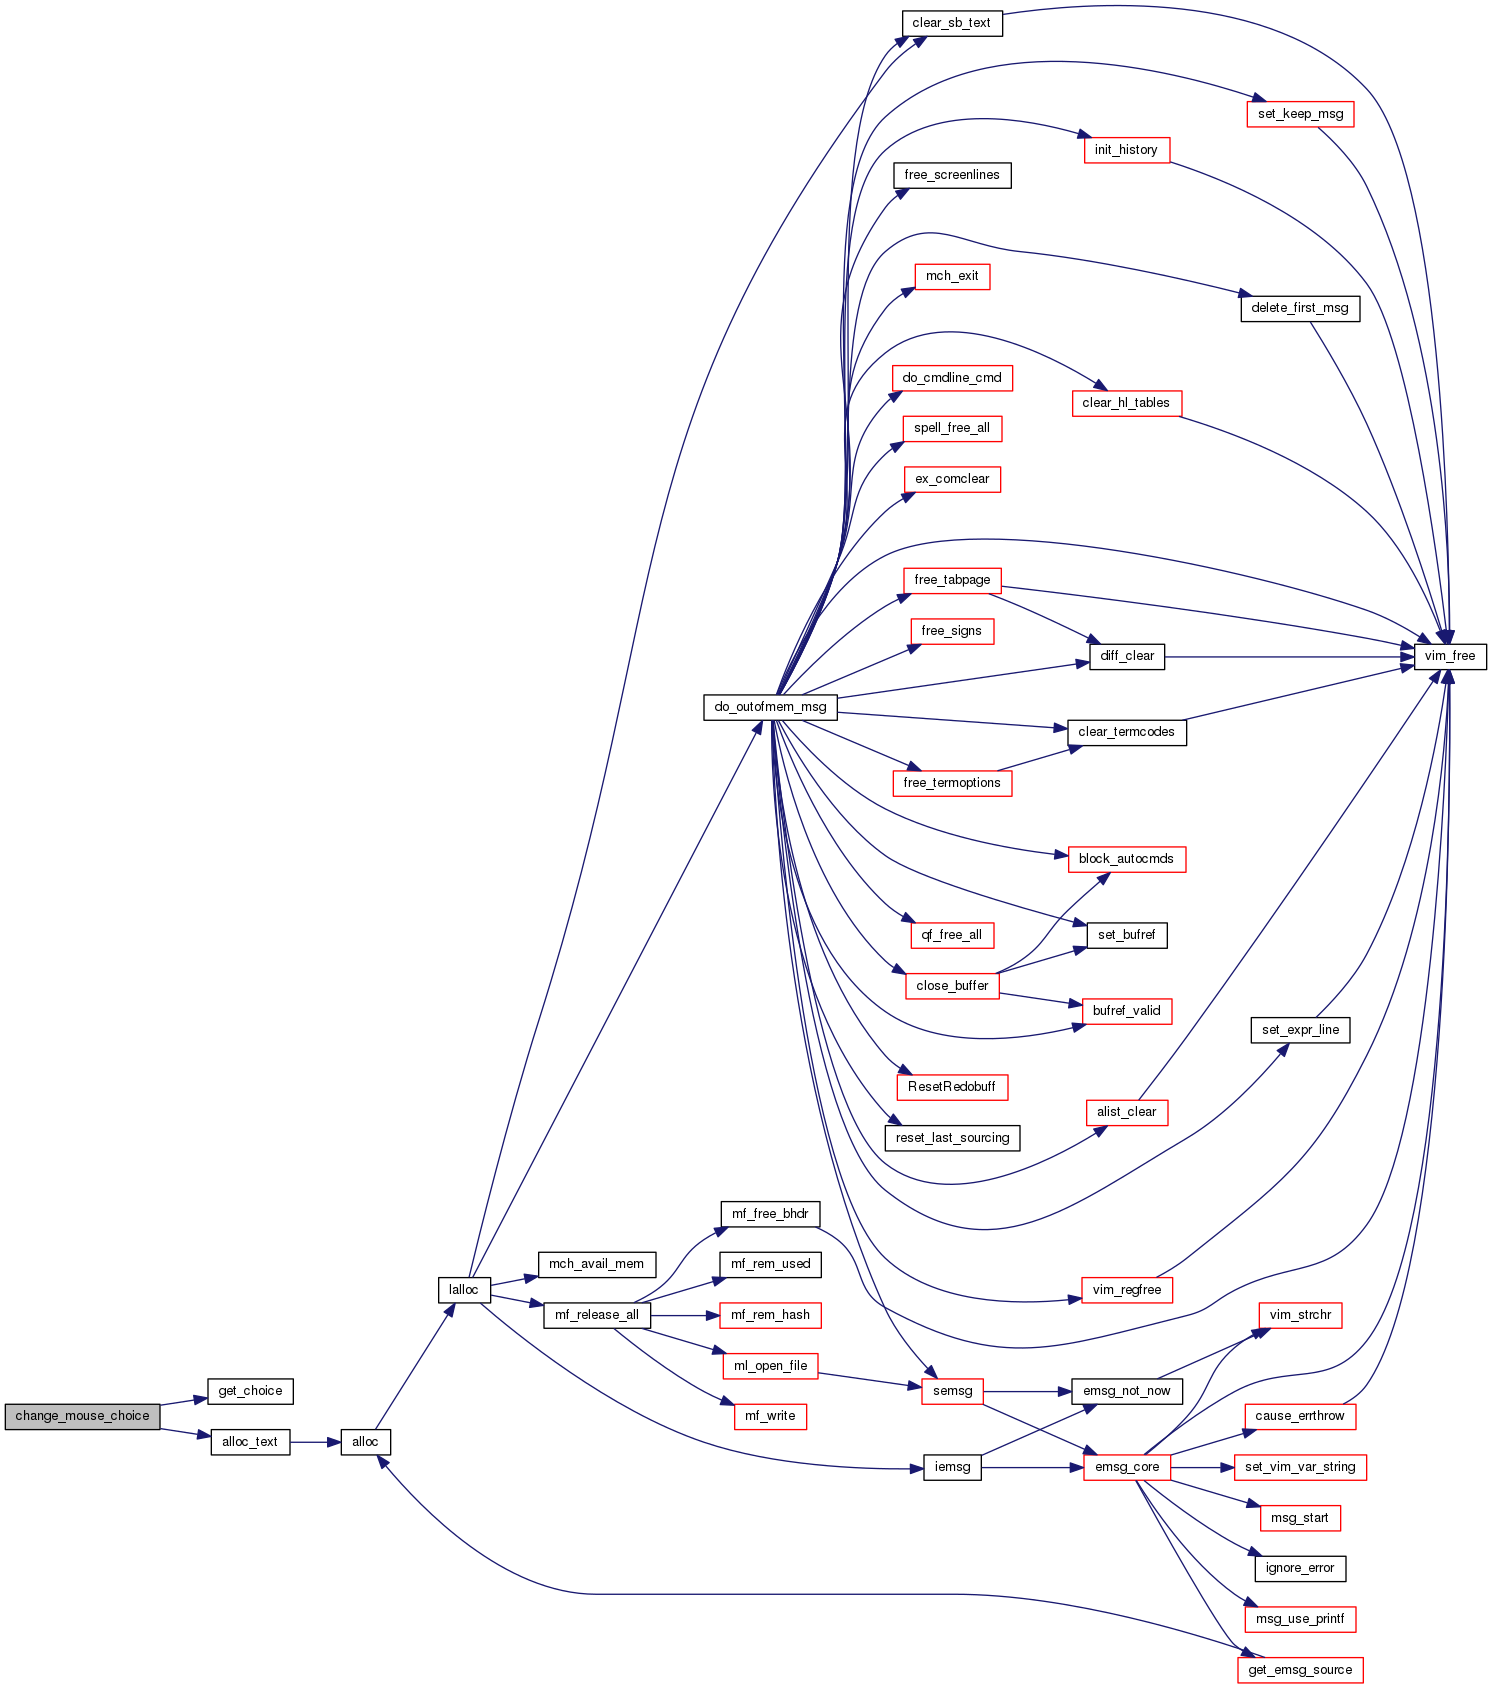 clear_sb_text
set_keep_msg
init_history
free_screenlines
mch_exit
delete_first_msg
do_cmdline_cmd
clear_hl_tables
spell_free_all
ex_comclear
free_tabpage
free_signs
diff_clear
vim_free
do_outofmem_msg
clear_termcodes
free_termoptions
block_autocmds
qf_free_all
set_bufref
close_buffer
bufref_valid
set_expr_line
ResetRedobuff
alist_clear
reset_last_sourcing
mf_free_bhdr
mch_avail_mem
mf_rem_used
lalloc
vim_regfree
mf_release_all
mf_rem_hash
vim_strchr
ml_open_file
get_choice
semsg
emsg_not_now
change_mouse_choice
mf_write
cause_errthrow
alloc_text
alloc
iemsg
emsg_core
set_vim_var_string
msg_start
ignore_error
msg_use_printf
get_emsg_source